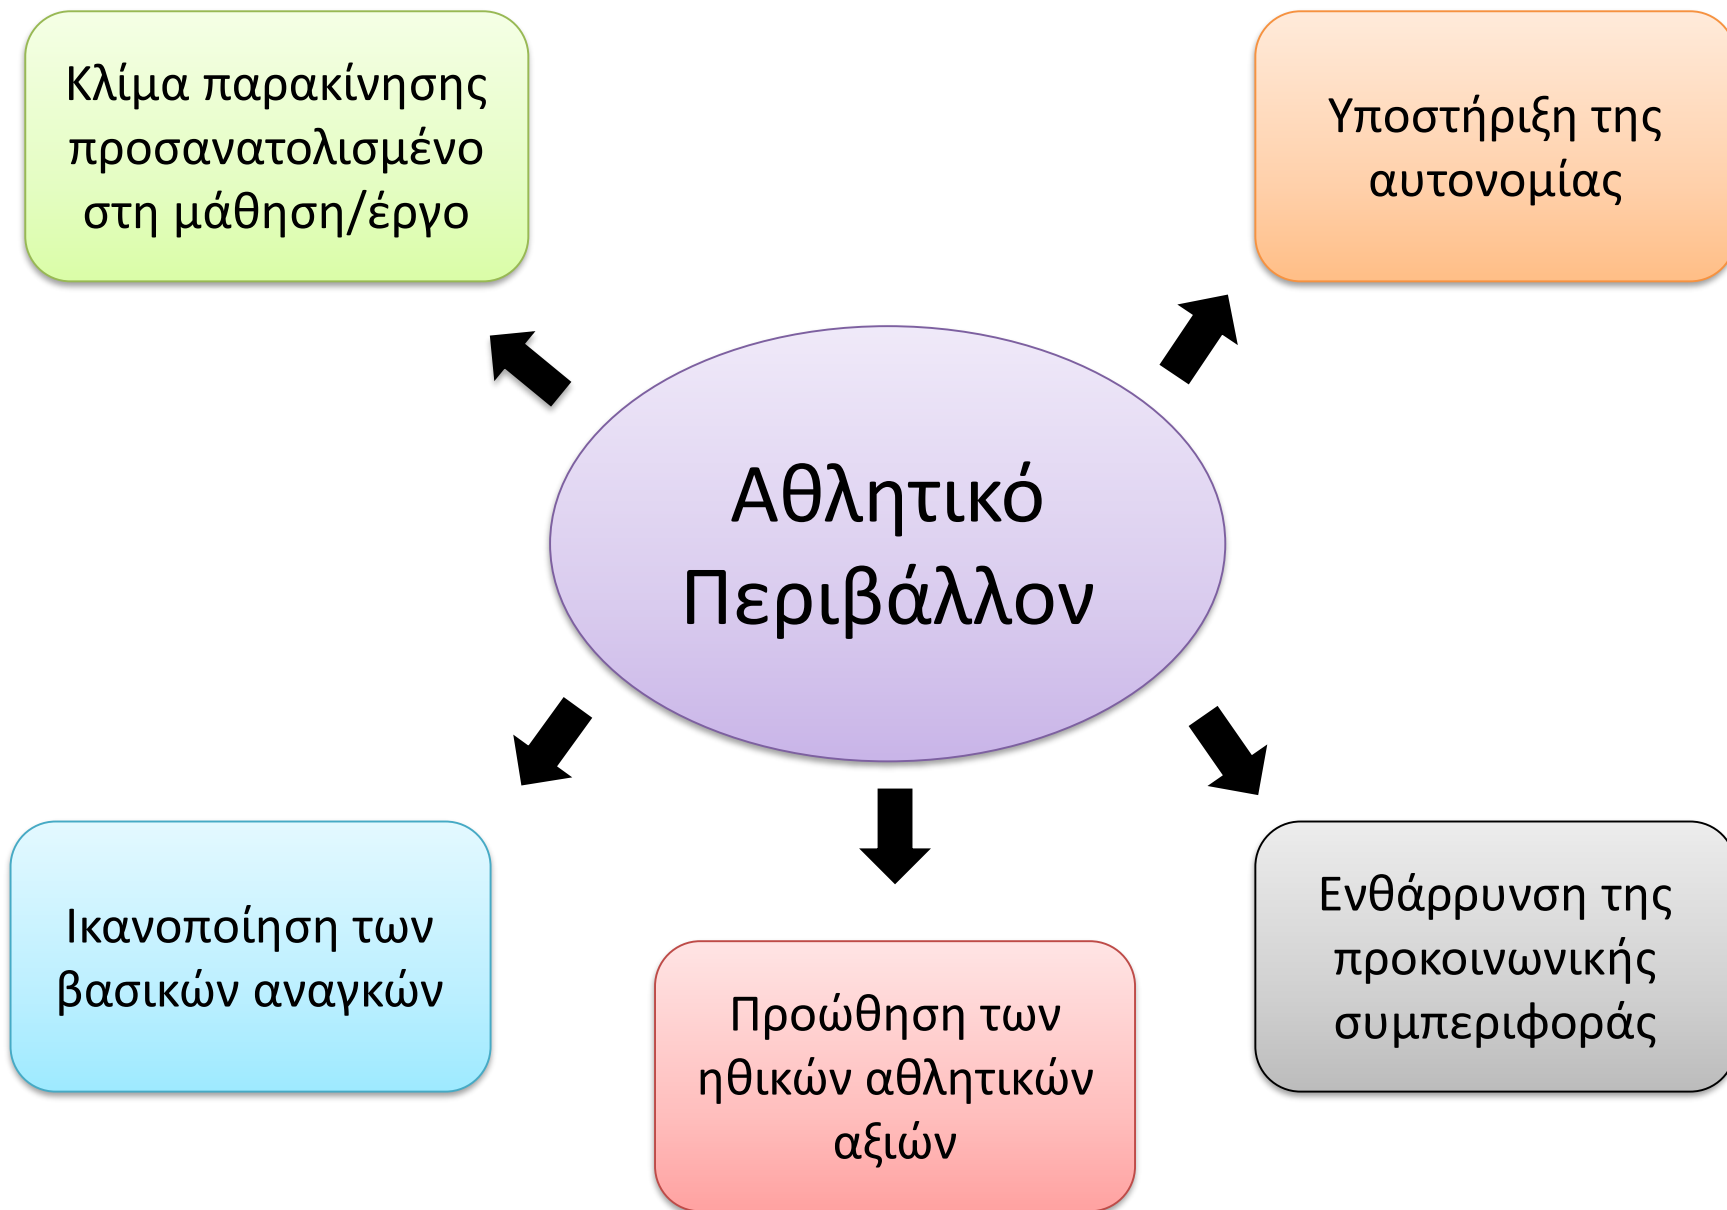 Κλίμα παρακίνησης
προσανατολισμένο
στη μάθηση/έργο
Υποστήριξη της
αυτονομίας
Αθλητικό
Περιβάλλον
Ικανοποίηση των
βασικών αναγκών
Προώθηση των
ηθικών αθλητικών
αξιών
Ενθάρρυνση της
προκοινωνικής
συμπεριφοράς